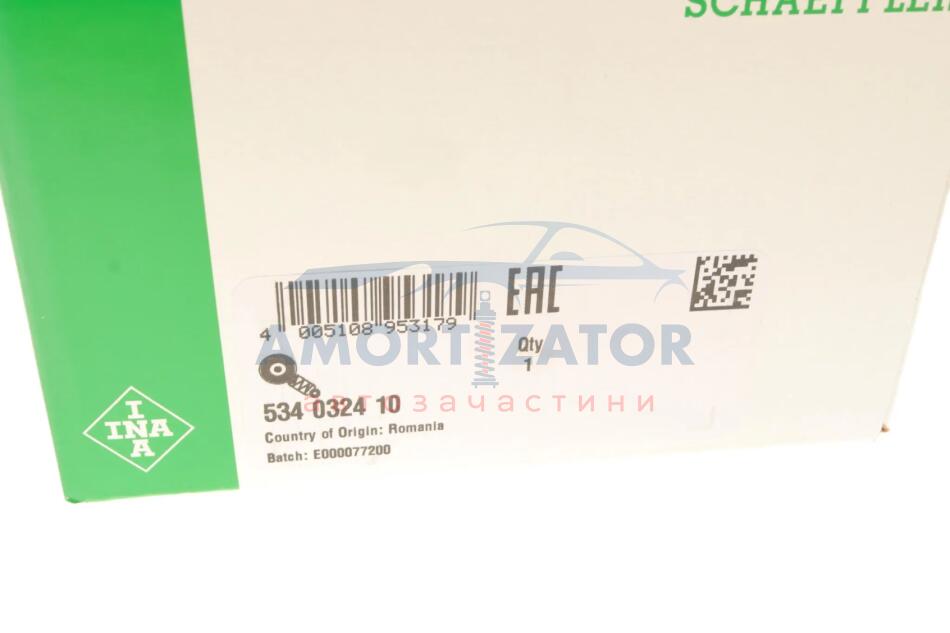 SCHAEFFLER
4 005108 953179
EAC
Qty
1
AMORTIZATOR
автозапчастини
534 0324 10
Country of Origin: Romania
Batch: E000077200
INA
INA